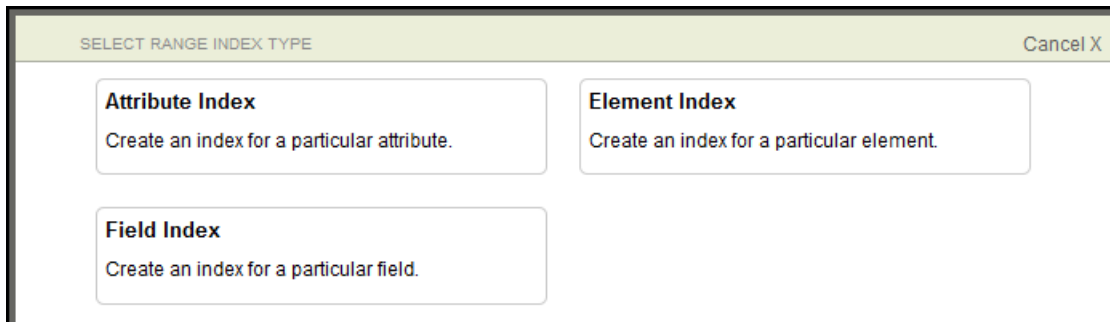 SELECT RANGE INDEX TYPE
Cancel X
Attribute Index
Create an index for a particular attribute.
Element Index
Create an index for a particular element.
Field Index
Create an index for a particular field.